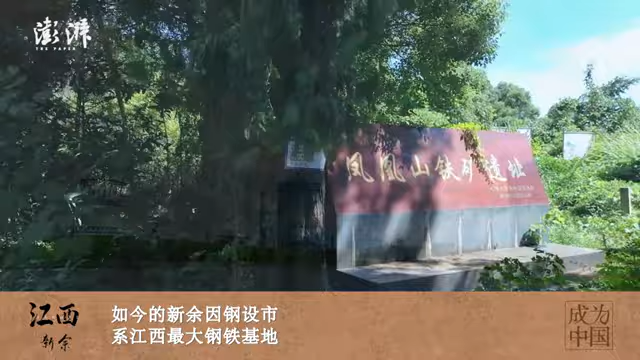 澎湃
THE PAPER
凤凰山铁矿遗址
江西
新余
如今的新余因钢设市
系江西最大钢铁基地
成为
中国